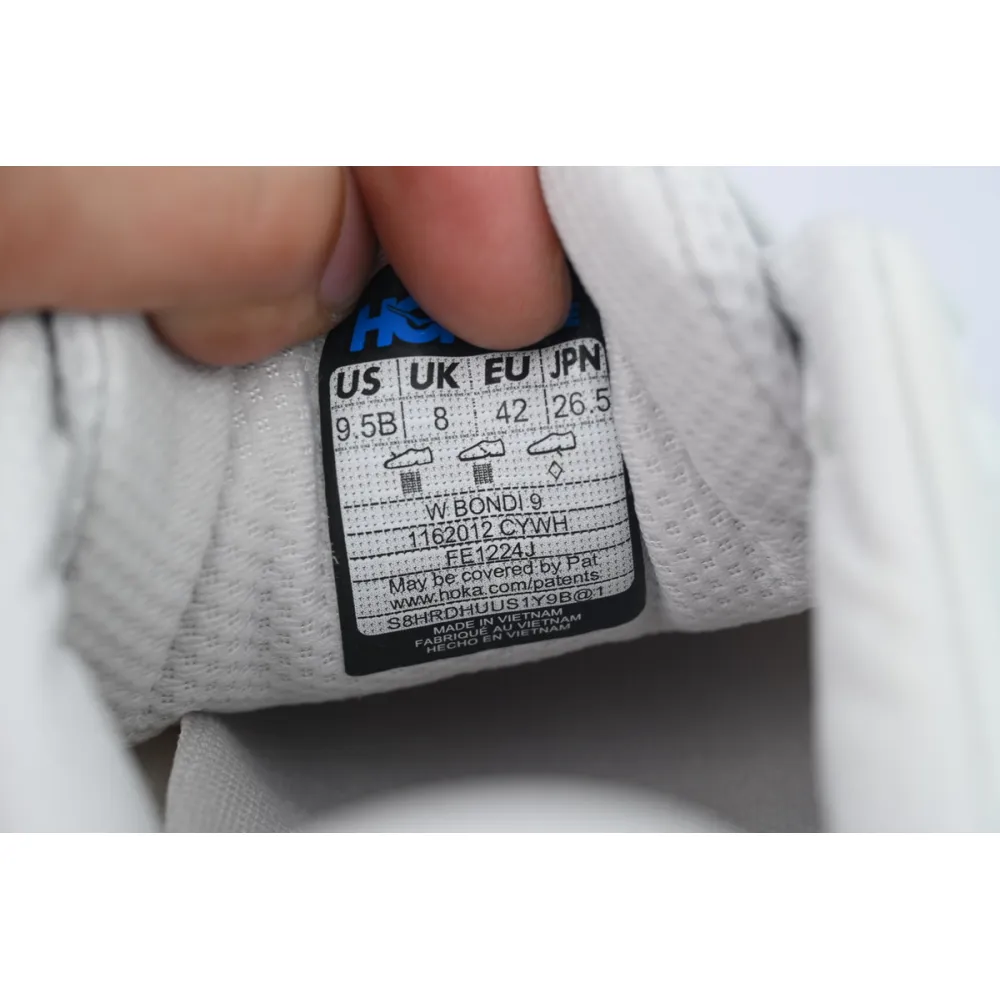 US UK EU JPN
9.5B 8 42 26.5
W BONDI 9
1162012 CYWH
FE1224J
May be covered by Pat
www.hoka.com/patents
S8HRDHUUS1Y9B@1
MADE IN VIETNAM
FABRIQUÉ AU VIETNAM
HECHO EN VIETNAM